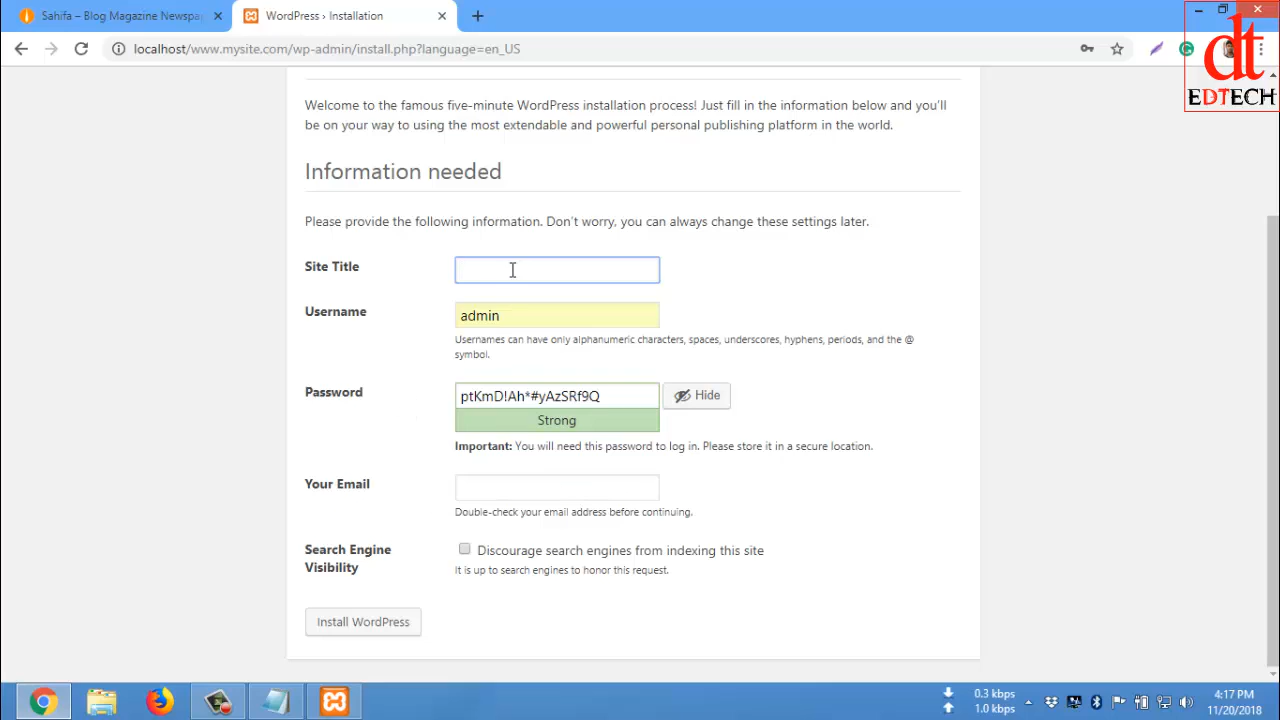 Sahifa – Blog Magazine Newspa
WordPress › Installation
localhost/www.mysite.com/wp-admin/install.php?language=en_US
dt
EDTECH
Welcome to the famous five-minute WordPress installation process! Just fill in the information below and you'll
be on your way to using the most extendable and powerful personal publishing platform in the world.
Information needed
Please provide the following information. Don't worry, you can always change these settings later.
Site Title
Username
admin
Usernames can have only alphanumeric characters, spaces, underscores, hyphens, periods, and the @
symbol.
Password
ptKmD!Ah*#yAzSRf9Q
Hide
Strong
Important: You will need this password to log in. Please store it in a secure location.
Your Email
Double-check your email address before continuing.
Search Engine
Visibility
Discourage search engines from indexing this site
It is up to search engines to honor this request.
Install WordPress
0.3 kbps
1.0 kbps
4:17 PM
11/20/2018